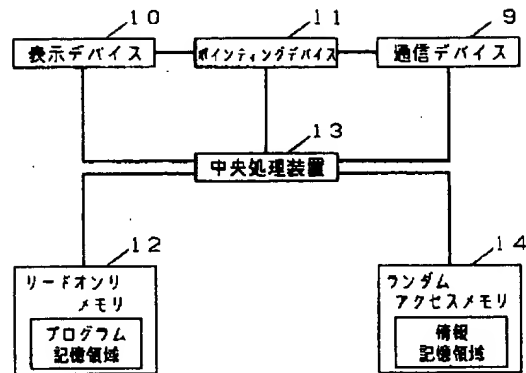 10
11
9
表示デバイス
ポインティングデバイス
通信デバイス
13
中央処理装置
12
14
リードオンリ
メモリ
プログラム
記憶領域
ランダム
アクセスメモリ
情報
記憶領域